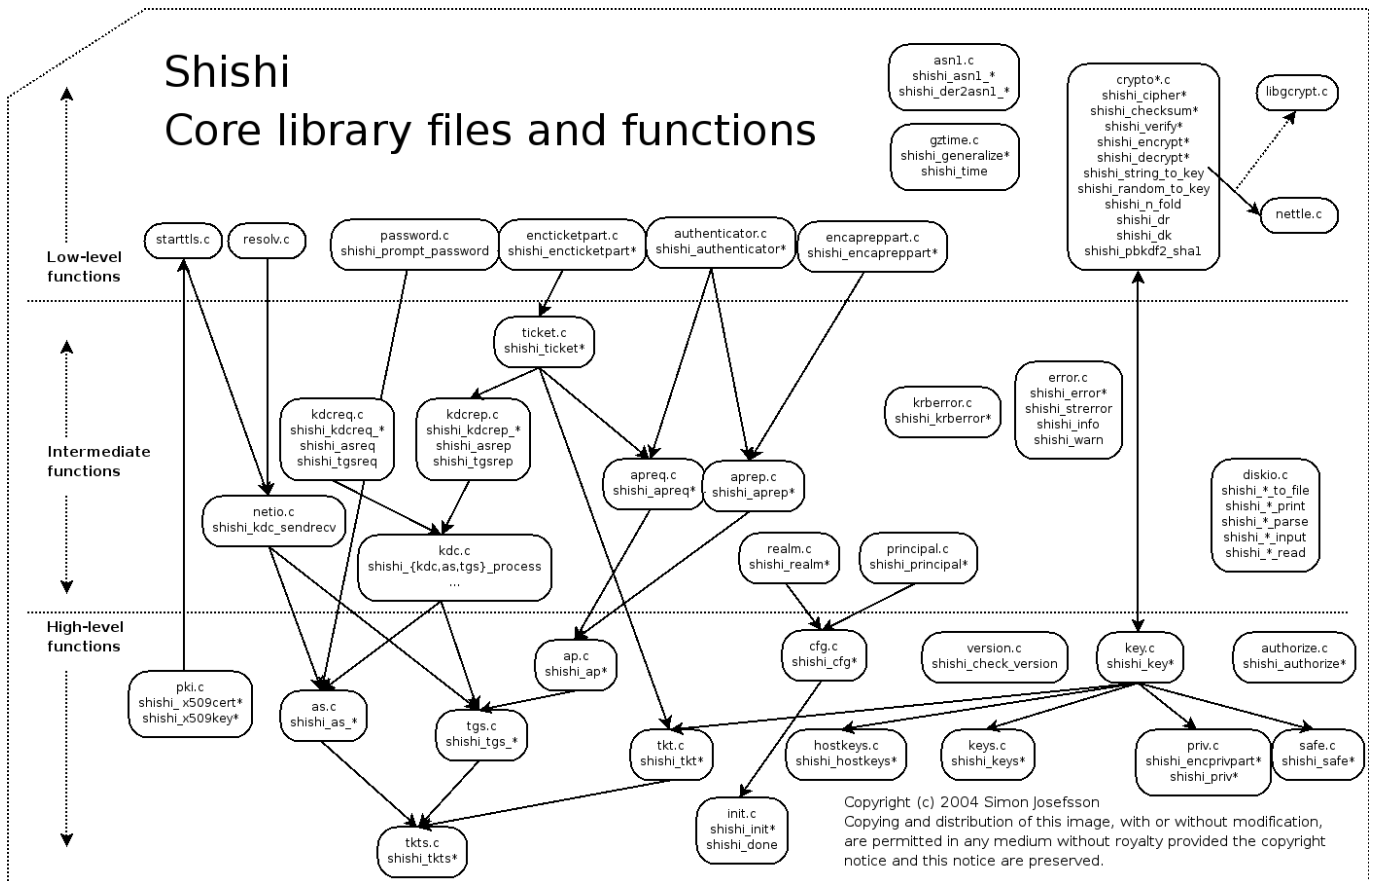 Shishi
Core library files and functions
asn1.c
shishi_asn1_*
shishi_der2asn1_*
gztime.c
shishi_generalize*
shishi_time
crypto*.c
shishi_cipher*
shishi_checksum*
shishi_verify*
shishi_encrypt*
shishi_decrypt*
shishi_string_to_key
shishi_random_to_key
shishi_n_fold
shishi_dr
shishi_dk
shishi_pbkdf2_sha1
libgcrypt.c
nettle.c
Low-level
functions
starttls.c
resolv.c
password.c
shishi_prompt_password
encticketpart.c
shishi_encticketpart*
authenticator.c
shishi_authenticator*
encapreppart.c
shishi_encapreppart*
ticket.c
shishi_ticket*
Intermediate
functions
kdcreq.c
shishi_kdcreq_*
shishi_asreq
shishi_tgsreq
kdcrep.c
shishi_kdcrep_*
shishi_asrep
shishi_tgsrep
krberror.c
shishi_krberror*
error.c
shishi_error*
shishi_strerror
shishi_info
shishi_warn
apreq.c
shishi_apreq*
aprep.c
shishi_aprep*
diskio.c
shishi_*_to_file
shishi_*_print
shishi_*_parse
shishi_*_input
shishi_*_read
netio.c
shishi_kdc_sendrecv
kdc.c
shishi_{kdc,as,tgs}_process
...
realm.c
shishi_realm*
principal.c
shishi_principal*
High-level
functions
ap.c
shishi_ap*
cfg.c
shishi_cfg*
version.c
shishi_check_version
key.c
shishi_key*
authorize.c
shishi_authorize*
pki.c
shishi_x509cert*
shishi_x509key*
as.c
shishi_as_*
tgs.c
shishi_tgs_*
tkt.c
shishi_tkt*
hostkeys.c
shishi_hostkeys*
keys.c
shishi_keys*
priv.c
shishi_encprivpart*
shishi_priv*
safe.c
shishi_safe*
tkts.c
shishi_tkts*
init.c
shishi_init*
shishi_done
Copyright (c) 2004 Simon Josefsson
Copying and distribution of this image, with or without modification,
are permitted in any medium without royalty provided the copyright
notice and this notice are preserved.